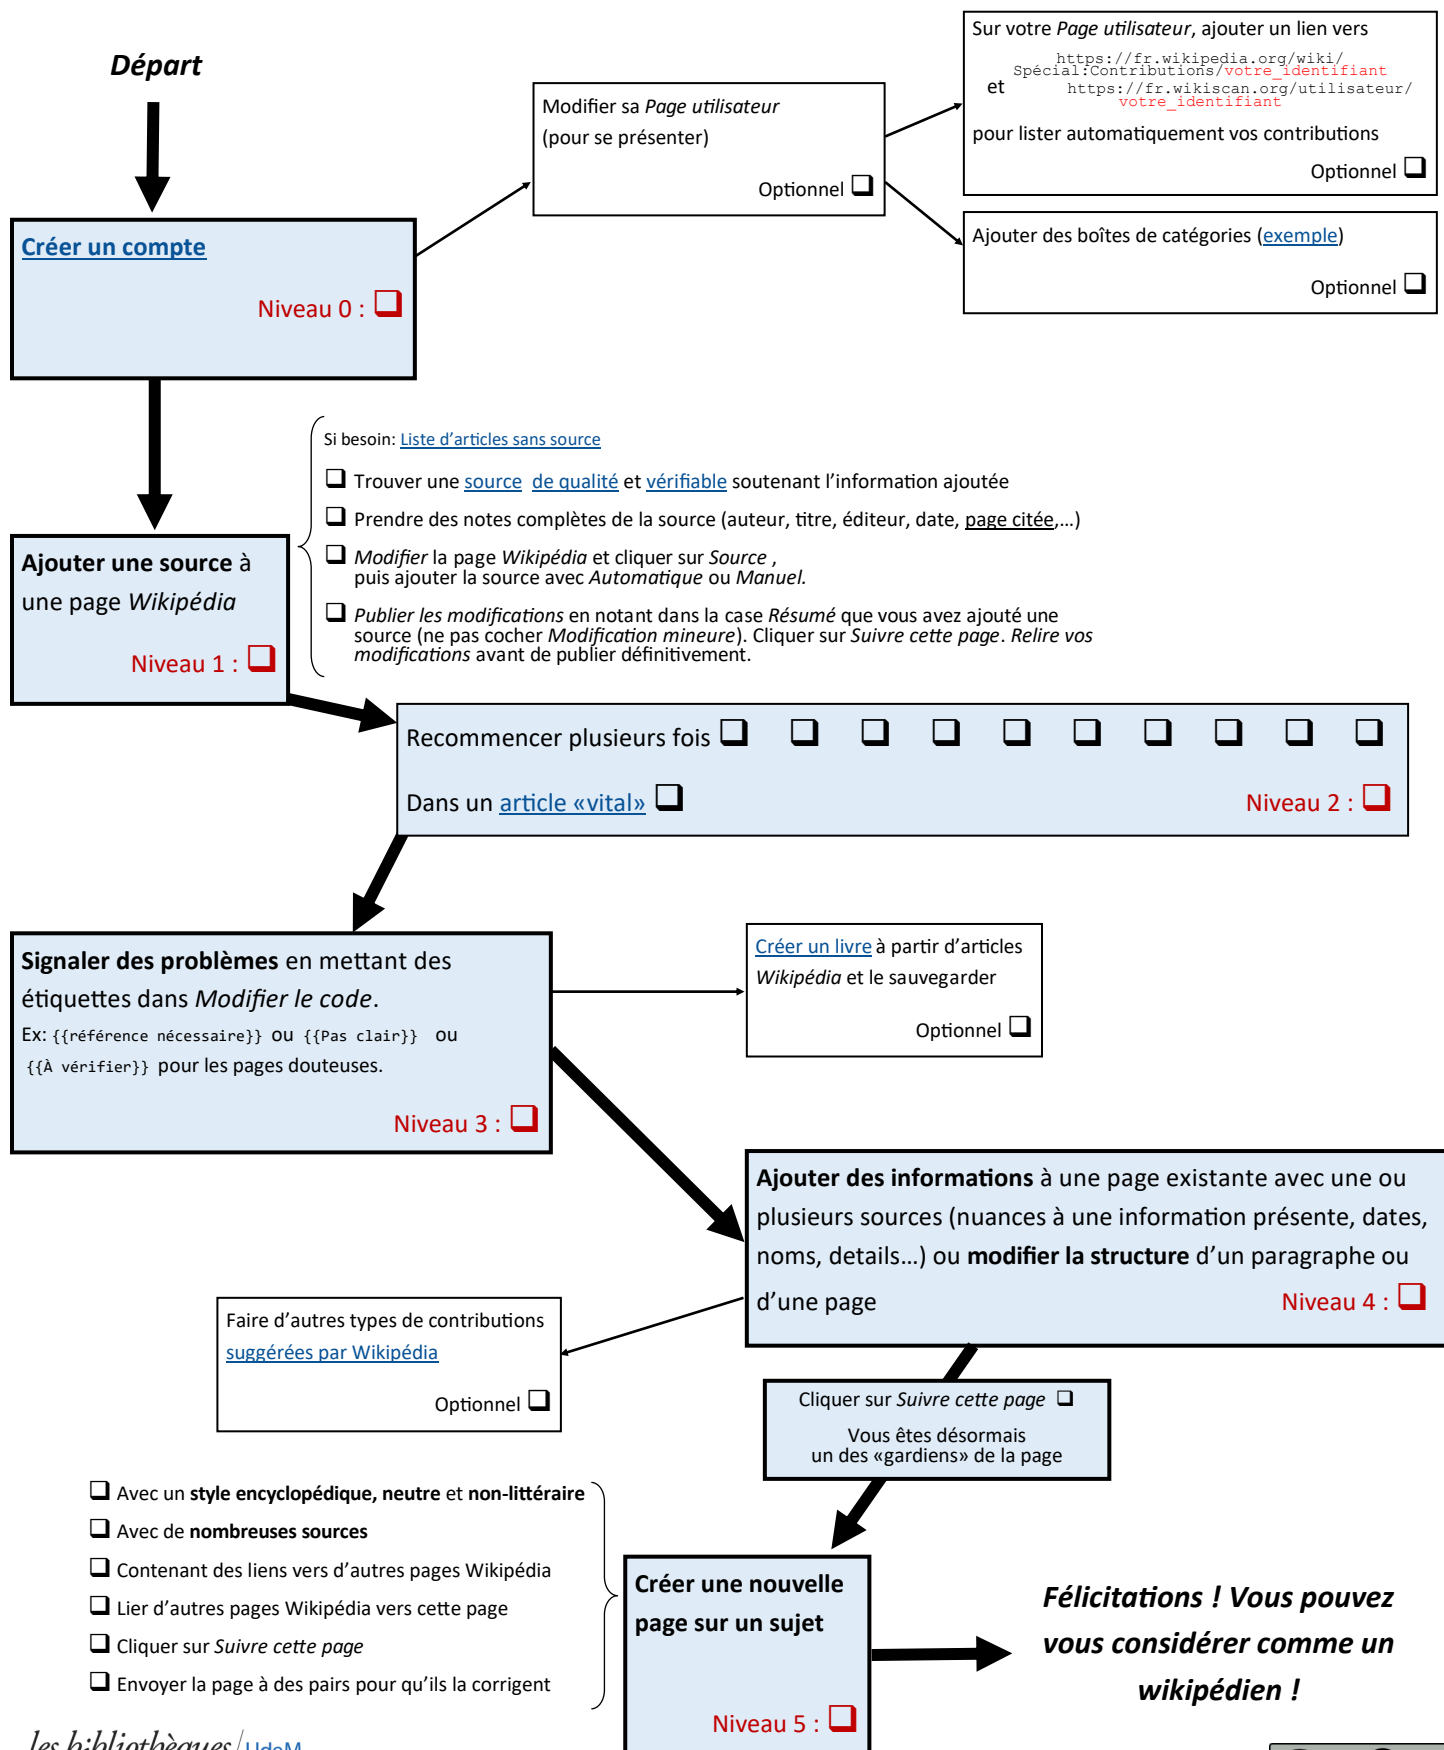 Départ
Sur votre Page utilisateur, ajouter un lien vers
https://fr.wikipedia.org/wiki/
Spécial:Contributions/votre_identifiant
et https://fr.wikiscan.org/utilisateur/
votre_identifiant
pour lister automatiquement vos contributions
Optionnel ❑
Modifier sa Page utilisateur
(pour se présenter)
Optionnel ❑
Ajouter des boîtes de catégories (exemple)
Optionnel ❑
Créer un compte
Niveau 0 : ❑
Si besoin: Liste d’articles sans source
❑ Trouver une source de qualité et vérifiable soutenant l’information ajoutée
❑ Prendre des notes complètes de la source (auteur, titre, éditeur, date, page citée,…)
❑ Modifier la page Wikipédia et cliquer sur Source ,
puis ajouter la source avec Automatique ou Manuel.
❑ Publier les modifications en notant dans la case Résumé que vous avez ajouté une
source (ne pas cocher Modification mineure). Cliquer sur Suivre cette page. Relire vos
modifications avant de publier définitivement.
Ajouter une source à
une page Wikipédia
Niveau 1 : ❑
Recommencer plusieurs fois ❑ ❑ ❑ ❑ ❑ ❑ ❑ ❑ ❑ ❑
Dans un article «vital» ❑ Niveau 2 : ❑
Signaler des problèmes en mettant des
étiquettes dans Modifier le code.
Ex: {{référence nécessaire}} ou {{Pas clair}} ou
{{À vérifier}} pour les pages douteuses.
Niveau 3 : ❑
Créer un livre à partir d’articles
Wikipédia et le sauvegarder
Optionnel ❑
Ajouter des informations à une page existante avec une ou
plusieurs sources (nuances à une information présente, dates,
noms, details…) ou modifier la structure d’un paragraphe ou
d’une page Niveau 4 : ❑
Faire d’autres types de contributions
suggérées par Wikipédia
Optionnel ❑
Cliquer sur Suivre cette page ❑
Vous êtes désormais
un des «gardiens» de la page
❑ Avec un style encyclopédique, neutre et non-littéraire
❑ Avec de nombreuses sources
❑ Contenant des liens vers d’autres pages Wikipédia
❑ Lier d’autres pages Wikipédia vers cette page
❑ Cliquer sur Suivre cette page
❑ Envoyer la page à des pairs pour qu’ils la corrigent
Créer une nouvelle
page sur un sujet
Niveau 5 : ❑
Félicitations ! Vous pouvez
vous considérer comme un
wikipédien !
les bibliothèques/UdeM